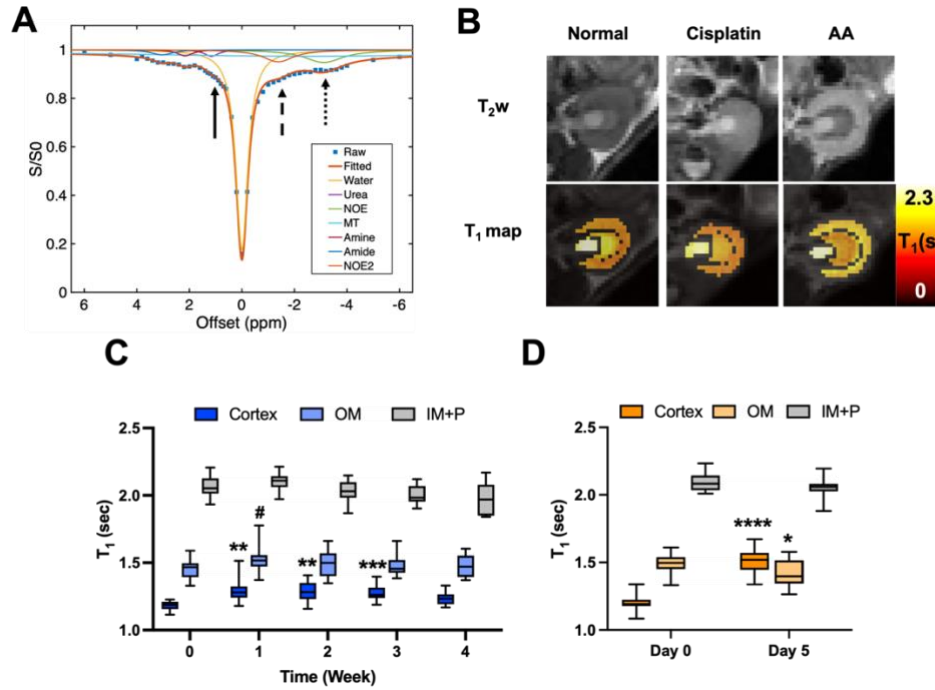 A
S/S0
1
0.8
0.6
0.4
0.2
0
Raw
Fitted
Water
Urea
NOE
MT
Amine
Amide
NOE2
6 4 2 0 -2 -4 -6
Offset (ppm)
B
Normal Cisplatin AA
T2w
T1 map
2.3
T1(s
0
C
Cortex OM IM+P
T1 (sec)
2.5
2.0
1.5
1.0
** # ** ***
0 1 2 3 4
Time (Week)
D
Cortex OM IM+P
T1 (sec)
2.5
2.0
1.5
1.0
**** *
Day 0 Day 5